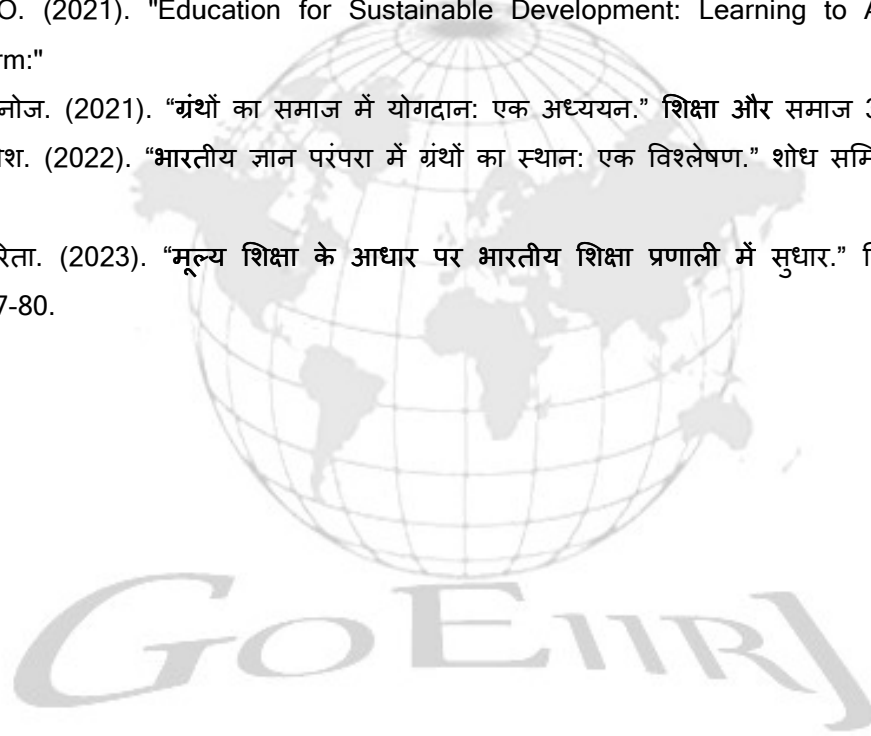 O. (2021). "Education for Sustainable Development: Learning to
rm:"
नोज. (2021). “ग्रंथों का समाज में योगदान: एक अध्ययन.” शिक्षा और समाज
श. (2022). “भारतीय ज्ञान परंपरा में ग्रंथों का स्थान: एक विश्लेषण.” शोध
रिता. (2023). “मूल्य शिक्षा के आधार पर भारतीय शिक्षा प्रणाली में सुधार.”
7-80.
GOEIIRJ